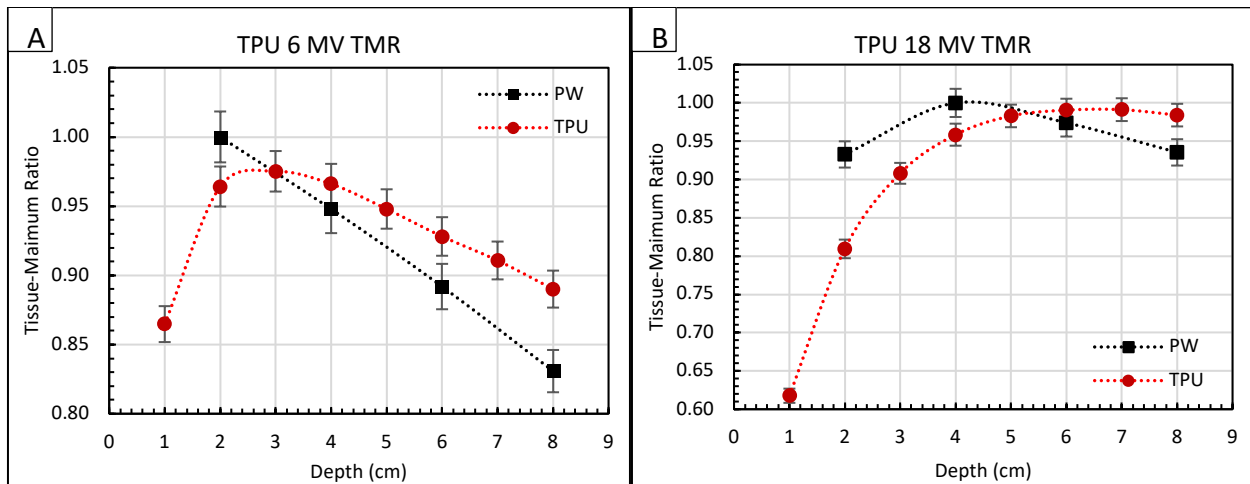 A
TPU 6 MV TMR
Tissue-Maimum Ratio
1.05
1.00
0.95
0.90
0.85
0.80
PW
TPU
0 1 2 3 4 5 6 7 8 9
Depth (cm)
B
TPU 18 MV TMR
Tissue-Maimum Ratio
1.05
1.00
0.95
0.90
0.85
0.80
0.75
0.70
0.65
0.60
PW
TPU
0 1 2 3 4 5 6 7 8 9
Depth (cm)